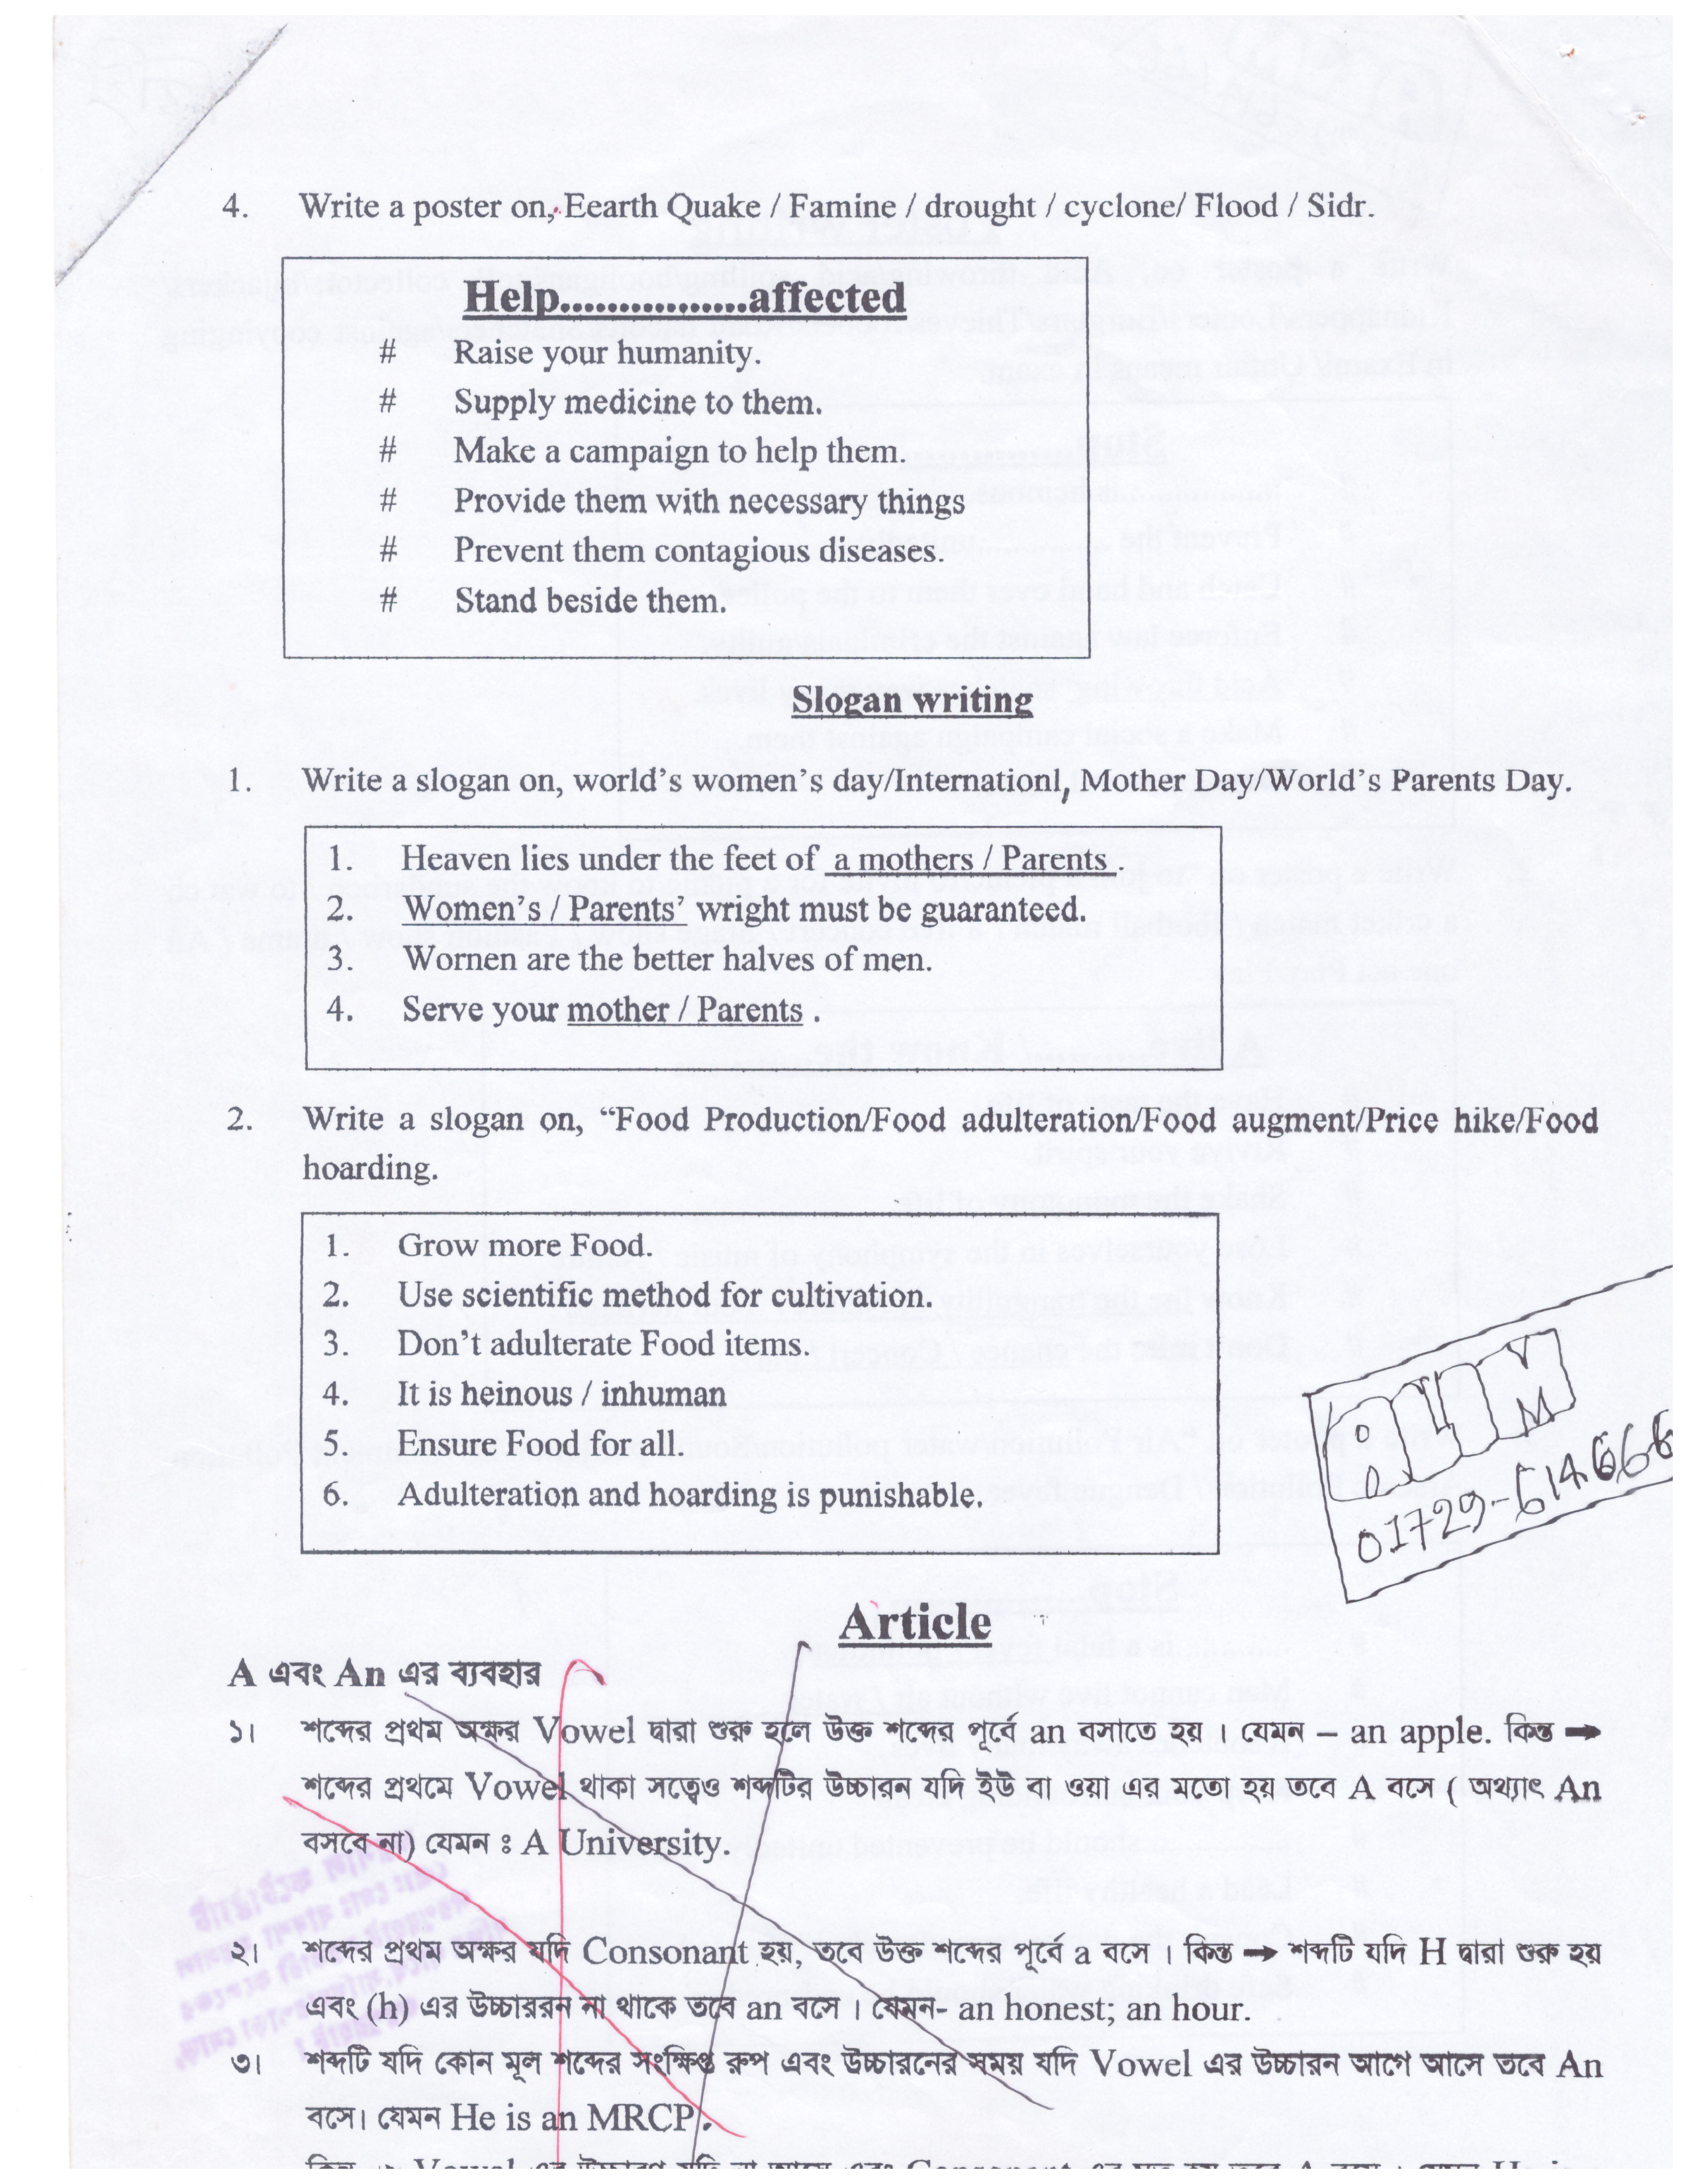 4. Write a poster on, Eearth Quake / Famine / drought / cyclone/ Flood / Sidr.
Help................affected
# Raise your humanity.
# Supply medicine to them.
# Make a campaign to help them.
# Provide them with necessary things
# Prevent them contagious diseases.
# Stand beside them.
Slogan writing
1. Write a slogan on, world's women's day/Internationl, Mother Day/World's Parents Day.
1. Heaven lies under the feet of a mothers / Parents .
2. Women's / Parents' wright must be guaranteed.
3. Wornen are the better halves of men.
4. Serve your mother / Parents .
2. Write a slogan on, “Food Production/Food adulteration/Food augment/Price hike/Food
hoarding.
1. Grow more Food.
2. Use scientific method for cultivation.
3. Don't adulterate Food items.
4. It is heinous / inhuman
5. Ensure Food for all.
6. Adulteration and hoarding is punishable.
01729-614666
Article
A এবং An এর ব্যবহার
১। শব্দের প্রথম অক্ষর Vowel দ্বারা শুরু হলে উক্ত শব্দের পূর্বে an বসাতে হয় । যেমন – an apple. কিন্ত ➞
শব্দের প্রথমে Vowel থাকা সত্বেও শব্দটির উচ্চারন যদি ইউ বা ওয়া এর মতো হয় তবে A বসে ( অথ্যাৎ An
বসবে না) যেমন ঃ A University.
২। শব্দের প্রথম অক্ষর যদি Consonant হয়, তবে উক্ত শব্দের পূর্বে a বসে । কিন্ত ➞ শব্দটি যদি H দ্বারা শুরু হয়
এবং (h) এর উচ্চাররন না থাকে তবে an বসে । যেমন- an honest; an hour.
৩। শব্দটি যদি কোন মূল শব্দের সংক্ষিপ্ত রুপ এবং উচ্চারনের সময় যদি Vowel এর উচ্চারন আগে আসে তবে An
বসে। যেমন He is an MRCP.